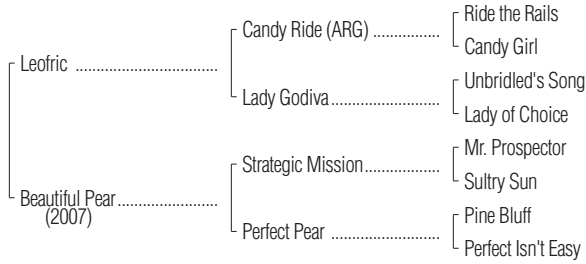 Ride the Rails
Candy Ride (ARG) ................
Candy Girl
Leofric ...................................
Unbridled's Song
Lady Godiva..........................
Lady of Choice
Mr. Prospector
Strategic Mission..................
Sultry Sun
Beautiful Pear........................
(2007)
Pine Bluff
Perfect Pear ..........................
Perfect Isn't Easy